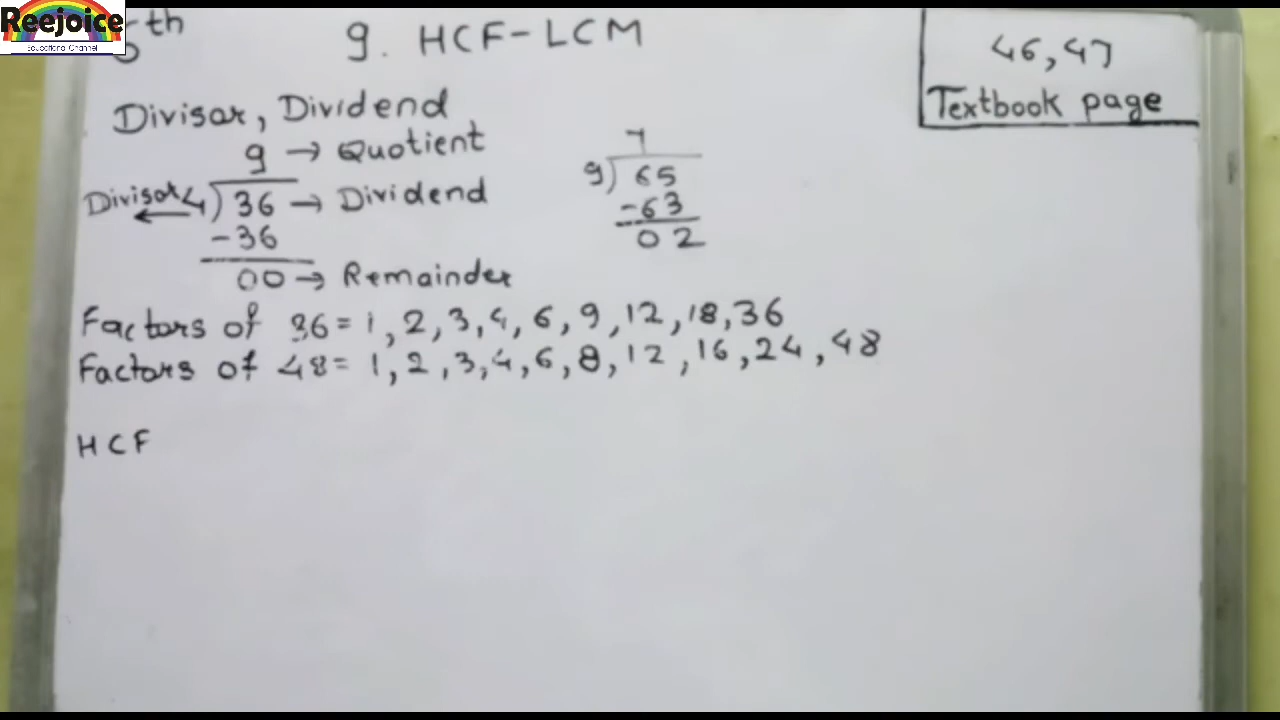 Reejoice
Educational Channel
th
9. HCF-LCM
46, 47
Textbook page
Divisor, Dividend
9 → Quotient
Divisor 4) 36 → Dividend
-36
00 → Remainder
7
9) 65
-63
02
Factors of 36 = 1, 2, 3, 4, 6, 9, 12, 18, 36
Factors of 48 = 1, 2, 3, 4, 6, 8, 12, 16, 24, 48
HCF